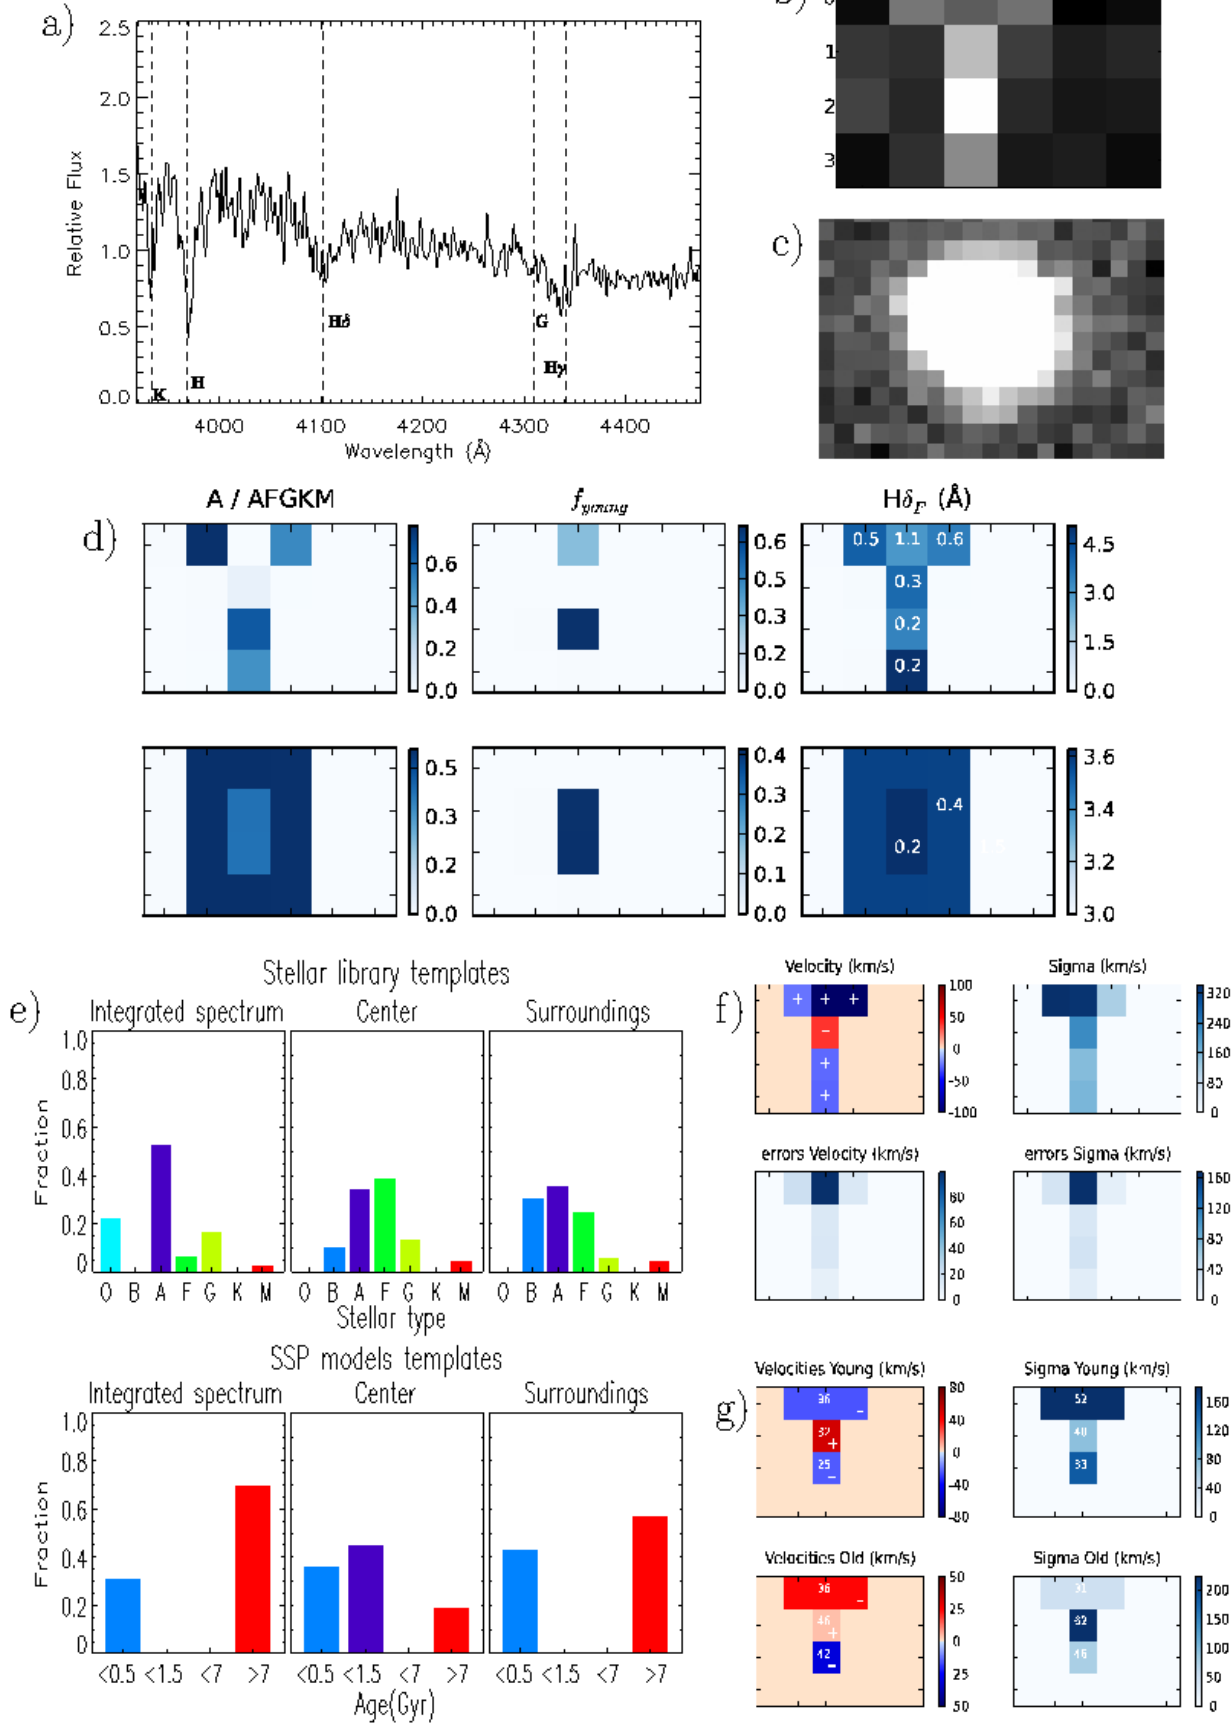 a)
2.5
2.0
1.5
1.0
0.5
0.0
Relative Flux
K
H
Hδ
G
Hγ
4000 4100 4200 4300 4400
Wavelength (Å)
1
2
3
c)
d)
A / AFGKM
0.6
0.4
0.2
0.0
f_young
0.6
0.5
0.3
0.2
0.0
Hδ_F (Å)
0.5 1.1 0.6
0.3
0.2
0.2
4.5
3.0
1.5
0.0
0.5
0.3
0.2
0.0
0.4
0.3
0.2
0.1
0.0
0.4
0.2
3.6
3.4
3.2
3.0
e)
Stellar library templates
Integrated spectrum Center Surroundings
1.0
0.8
0.6
0.4
0.2
0
Fraction
O B A F G K M O B A F G K M O B A F G K M
Stellar type
SSP models templates
Integrated spectrum Center Surroundings
1.0
0.8
0.6
0.4
0.2
0
Fraction
<0.5 <1.5 <7 >7 <0.5 <1.5 <7 >7 <0.5 <1.5 <7 >7
Age(Gyr)
f)
Velocity (km/s)
+ + +
-
+
+
100
50
0
-50
-100
Sigma (km/s)
320
240
160
80
0
errors Velocity (km/s)
80
60
40
20
0
errors Sigma (km/s)
160
120
80
40
0
g)
Velocities Young (km/s)
36 -
32 +
25 -
80
40
0
-40
-80
Sigma Young (km/s)
52
40
33
160
120
80
40
0
Velocities Old (km/s)
36 -
46 +
42 -
50
25
0
25
50
Sigma Old (km/s)
62
46
200
150
100
50
0